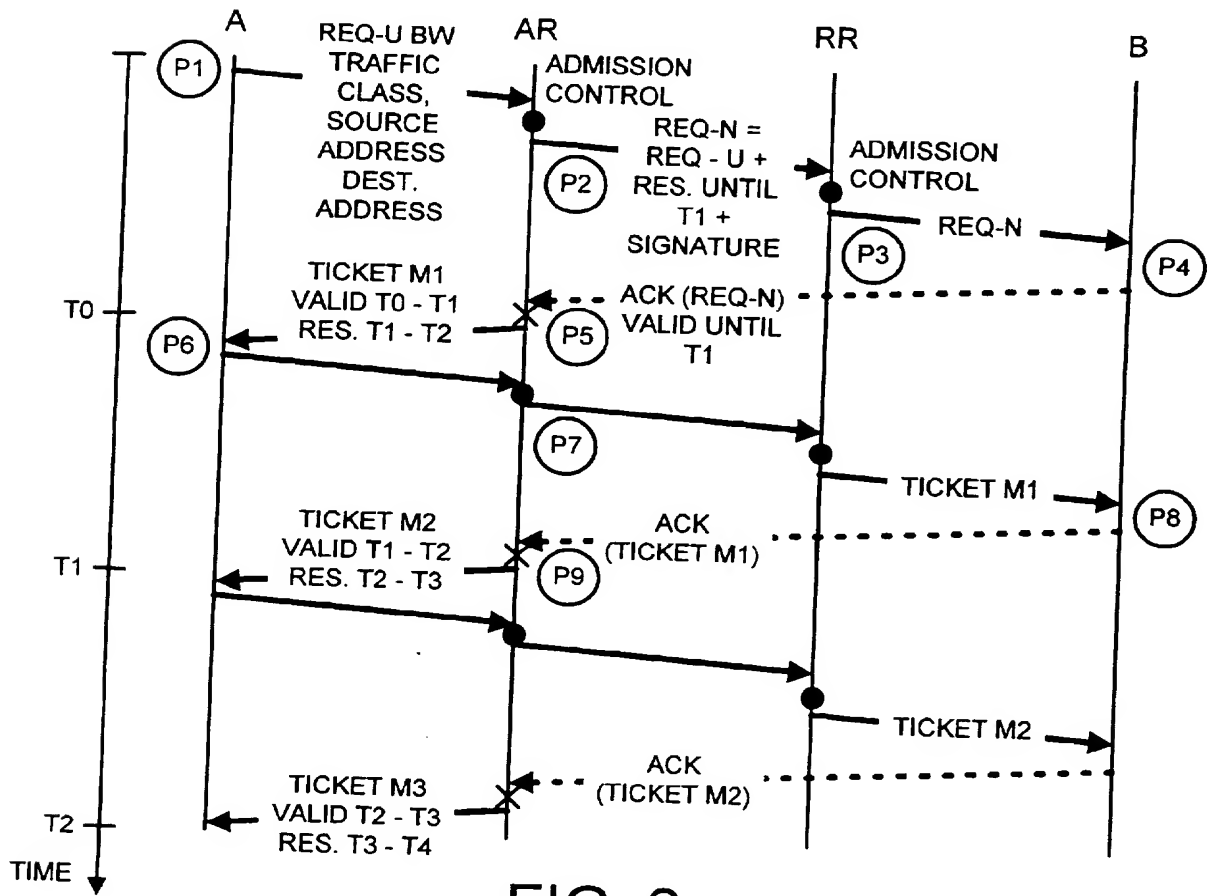 A
AR
RR
B
P1
REQ-U BW
TRAFFIC
CLASS,
SOURCE
ADDRESS
DEST.
ADDRESS
ADMISSION
CONTROL
P2
REQ-N =
REQ - U +
RES. UNTIL
T1 +
SIGNATURE
ADMISSION
CONTROL
P3
REQ-N
P4
T0
TICKET M1
VALID T0 - T1
RES. T1 - T2
P5
ACK (REQ-N)
VALID UNTIL
T1
P6
P7
TICKET M1
P8
T1
TICKET M2
VALID T1 - T2
RES. T2 - T3
P9
ACK
(TICKET M1)
TICKET M2
ACK
(TICKET M2)
T2
TICKET M3
VALID T2 - T3
RES. T3 - T4
TIME